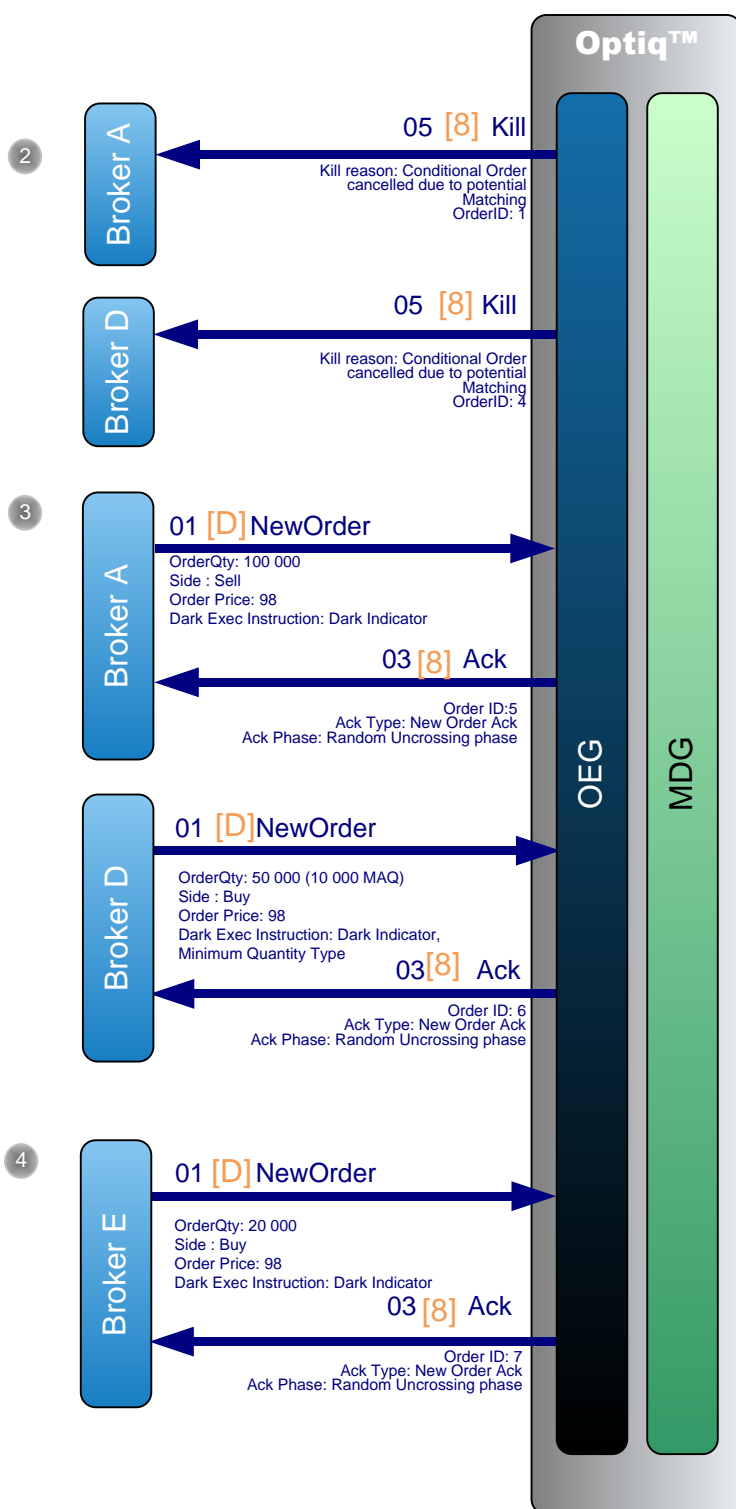 Optiq™
2
Broker A
05 [8] Kill
Kill reason: Conditional Order
cancelled due to potential
Matching
OrderID: 1
Broker D
05 [8] Kill
Kill reason: Conditional Order
cancelled due to potential
Matching
OrderID: 4
3
Broker A
01 [D] NewOrder
OrderQty: 100 000
Side : Sell
Order Price: 98
Dark Exec Instruction: Dark Indicator
03 [8] Ack
Order ID:5
Ack Type: New Order Ack
Ack Phase: Random Uncrossing phase
OEG
MDG
Broker D
01 [D]NewOrder
OrderQty: 50 000 (10 000 MAQ)
Side : Buy
Order Price: 98
Dark Exec Instruction: Dark Indicator,
Minimum Quantity Type
03[8] Ack
Order ID: 6
Ack Type: New Order Ack
Ack Phase: Random Uncrossing phase
4
Broker E
01 [D] NewOrder
OrderQty: 20 000
Side : Buy
Order Price: 98
Dark Exec Instruction: Dark Indicator
03 [8] Ack
Order ID: 7
Ack Type: New Order Ack
Ack Phase: Random Uncrossing phase